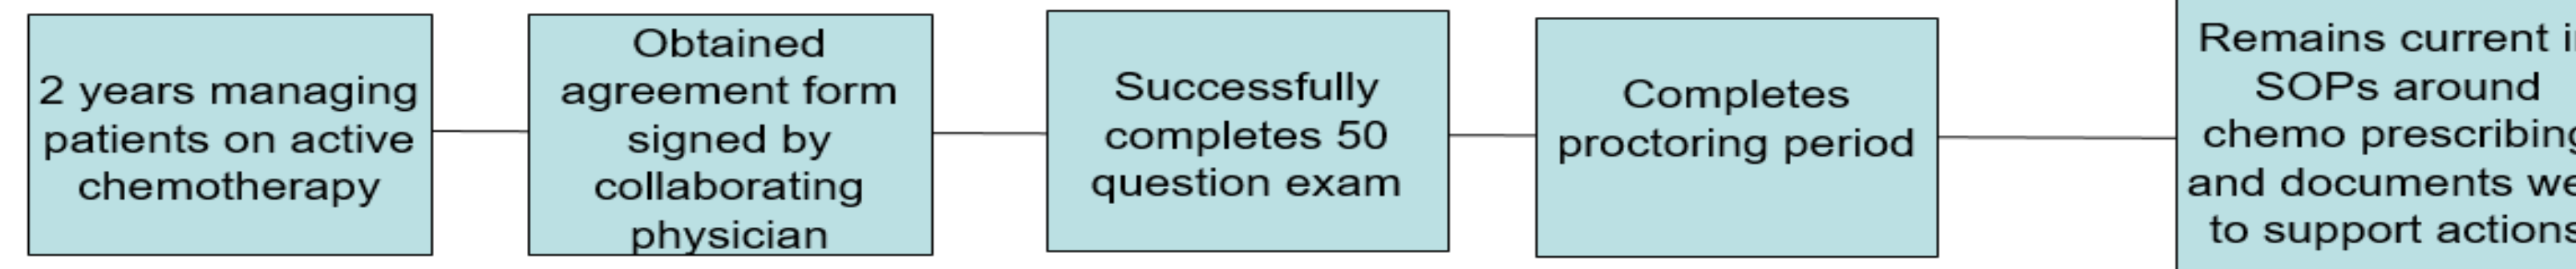 2 years managing
patients on active
chemotherapy
Obtained
agreement form
signed by
collaborating
physician
Successfully
completes 50
question exam
Completes
proctoring period
Remains current
SOPs around
chemo prescribing
and documents
to support actions